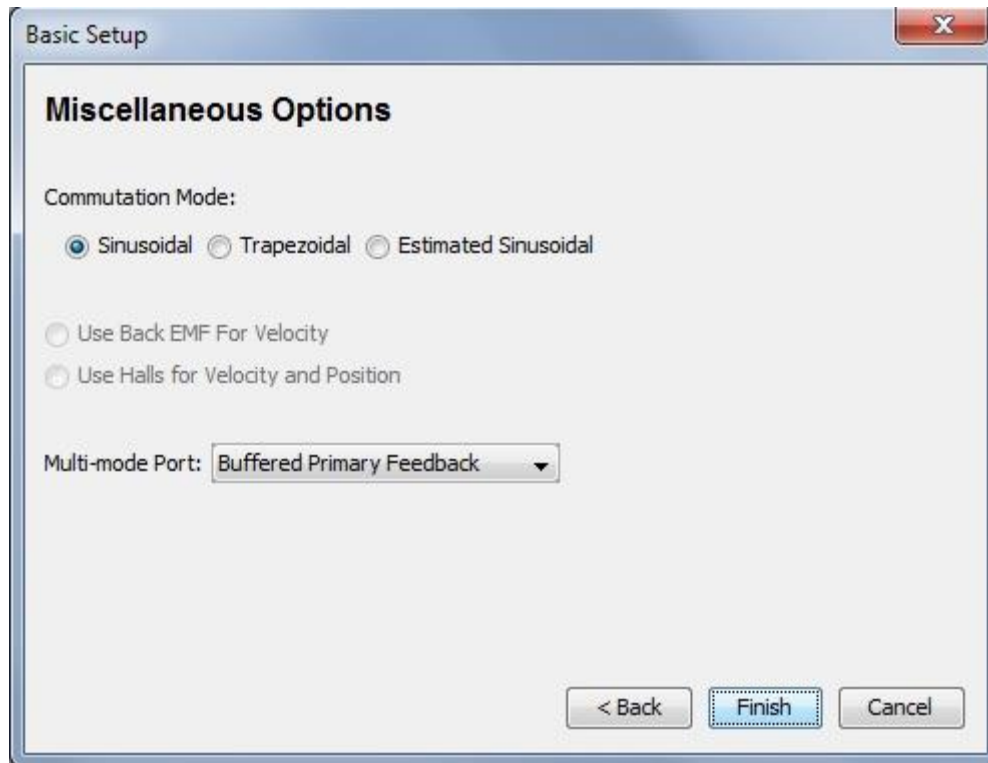 Basic Setup
Miscellaneous Options
Commutation Mode:
Sinusoidal Trapezoidal Estimated Sinusoidal
Use Back EMF For Velocity
Use Halls for Velocity and Position
Multi-mode Port: Buffered Primary Feedback
< Back Finish Cancel